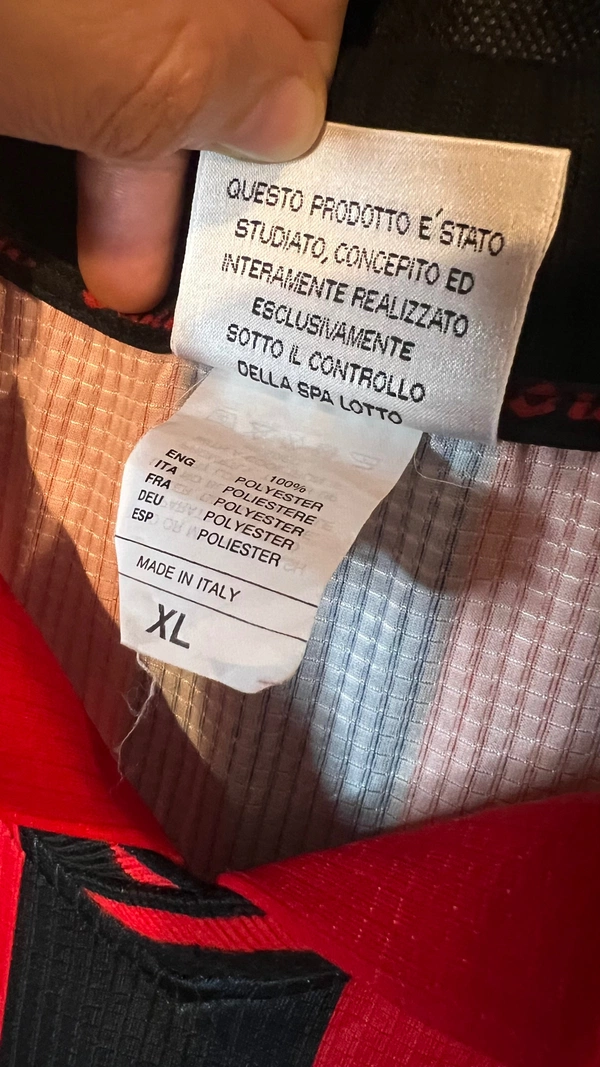 QUESTO PRODOTTO E´STATO
STUDIATO, CONCEPITO ED
INTERAMENTE REALIZZATO
ESCLUSIVAMENTE
SOTTO IL CONTROLLO
DELLA SPA LOTTO
100%
ENG POLYESTER
ITA POLIESTERE
FRA POLYESTER
DEU POLYESTER
ESP POLIESTER
MADE IN ITALY
XL